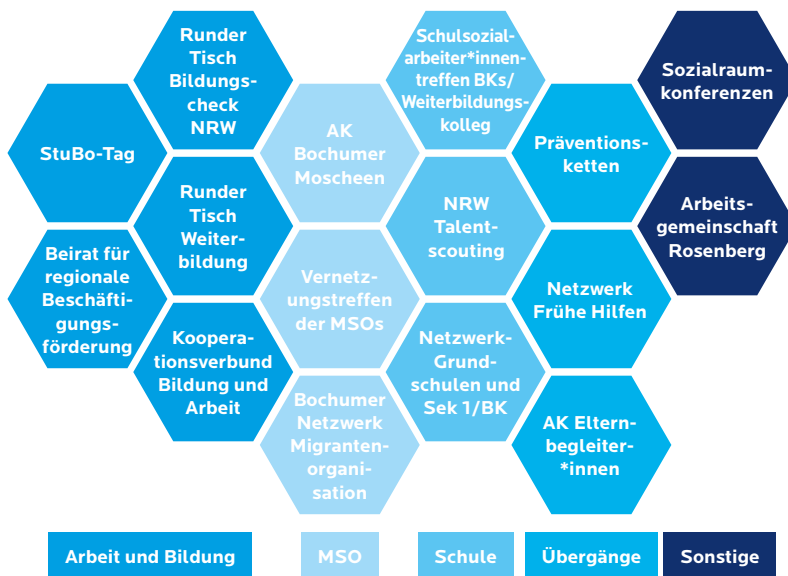 StuBo-Tag
Beirat für
regionale
Beschäfti-
gungs-
förderung
Runder
Tisch
Bildungs-
check
NRW
Runder
Tisch
Weiter-
bildung
Koopera-
tionsverbund
Bildung und
Arbeit
AK
Bochumer
Moscheen
Vernetz-
ungstreffen
der MSOs
Bochumer
Netzwerk
Migranten-
organi-
sation
Schulsozial-
arbeiter*innen-
treffen BKs/
Weiterbildungs-
kolleg
NRW
Talent-
scouting
Netzwerk-
Grund-
schulen und
Sek 1/BK
Präventions-
ketten
Netzwerk
Frühe Hilfen
AK Eltern-
begleiter-
*innen
Sozialraum-
konferenzen
Arbeits-
gemeinschaft
Rosenberg
Arbeit und Bildung
MSO
Schule
Übergänge
Sonstige